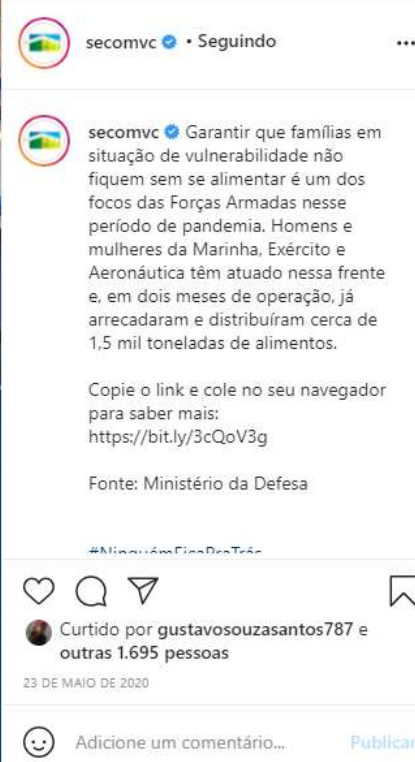 secomvc • Seguindo
secomvc Garantir que famílias em
situação de vulnerabilidade não
fiquem sem se alimentar é um dos
focos das Forças Armadas nesse
período de pandemia. Homens e
mulheres da Marinha, Exército e
Aeronáutica têm atuado nessa frente
e, em dois meses de operação, já
arrecadaram e distribuíram cerca de
1,5 mil toneladas de alimentos.
Copie o link e cole no seu navegador
para saber mais:
https://bit.ly/3cQoV3g
Fonte: Ministério da Defesa
#NinguémFicaPraTrás
Curtido por gustavosouzasantos787 e
outras 1.695 pessoas
23 DE MAIO DE 2020
Adicione um comentário...
Publicar